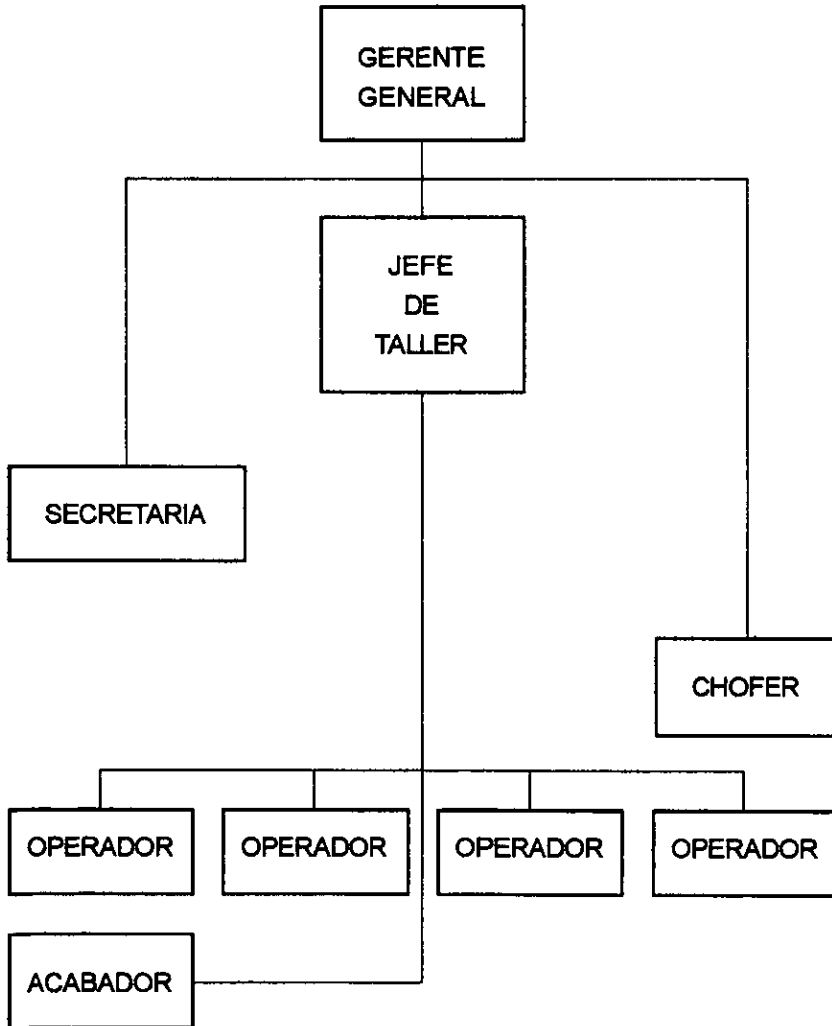 GERENTE
GENERAL
JEFE
DE
TALLER
SECRETARIA
CHOFER
OPERADOR
OPERADOR
OPERADOR
OPERADOR
ACABADOR